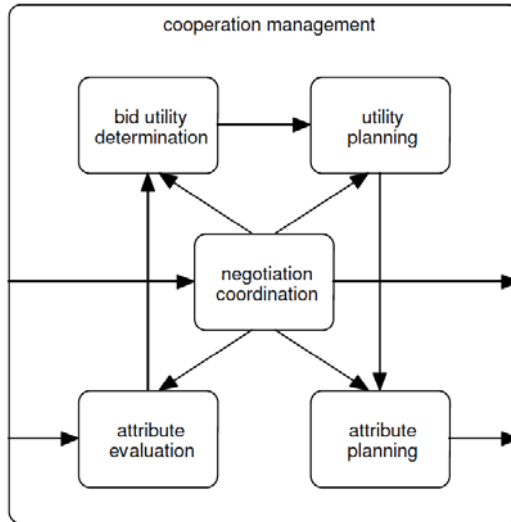 cooperation management
bid utility
determination
utility
planning
negotiation
coordination
attribute
evaluation
attribute
planning